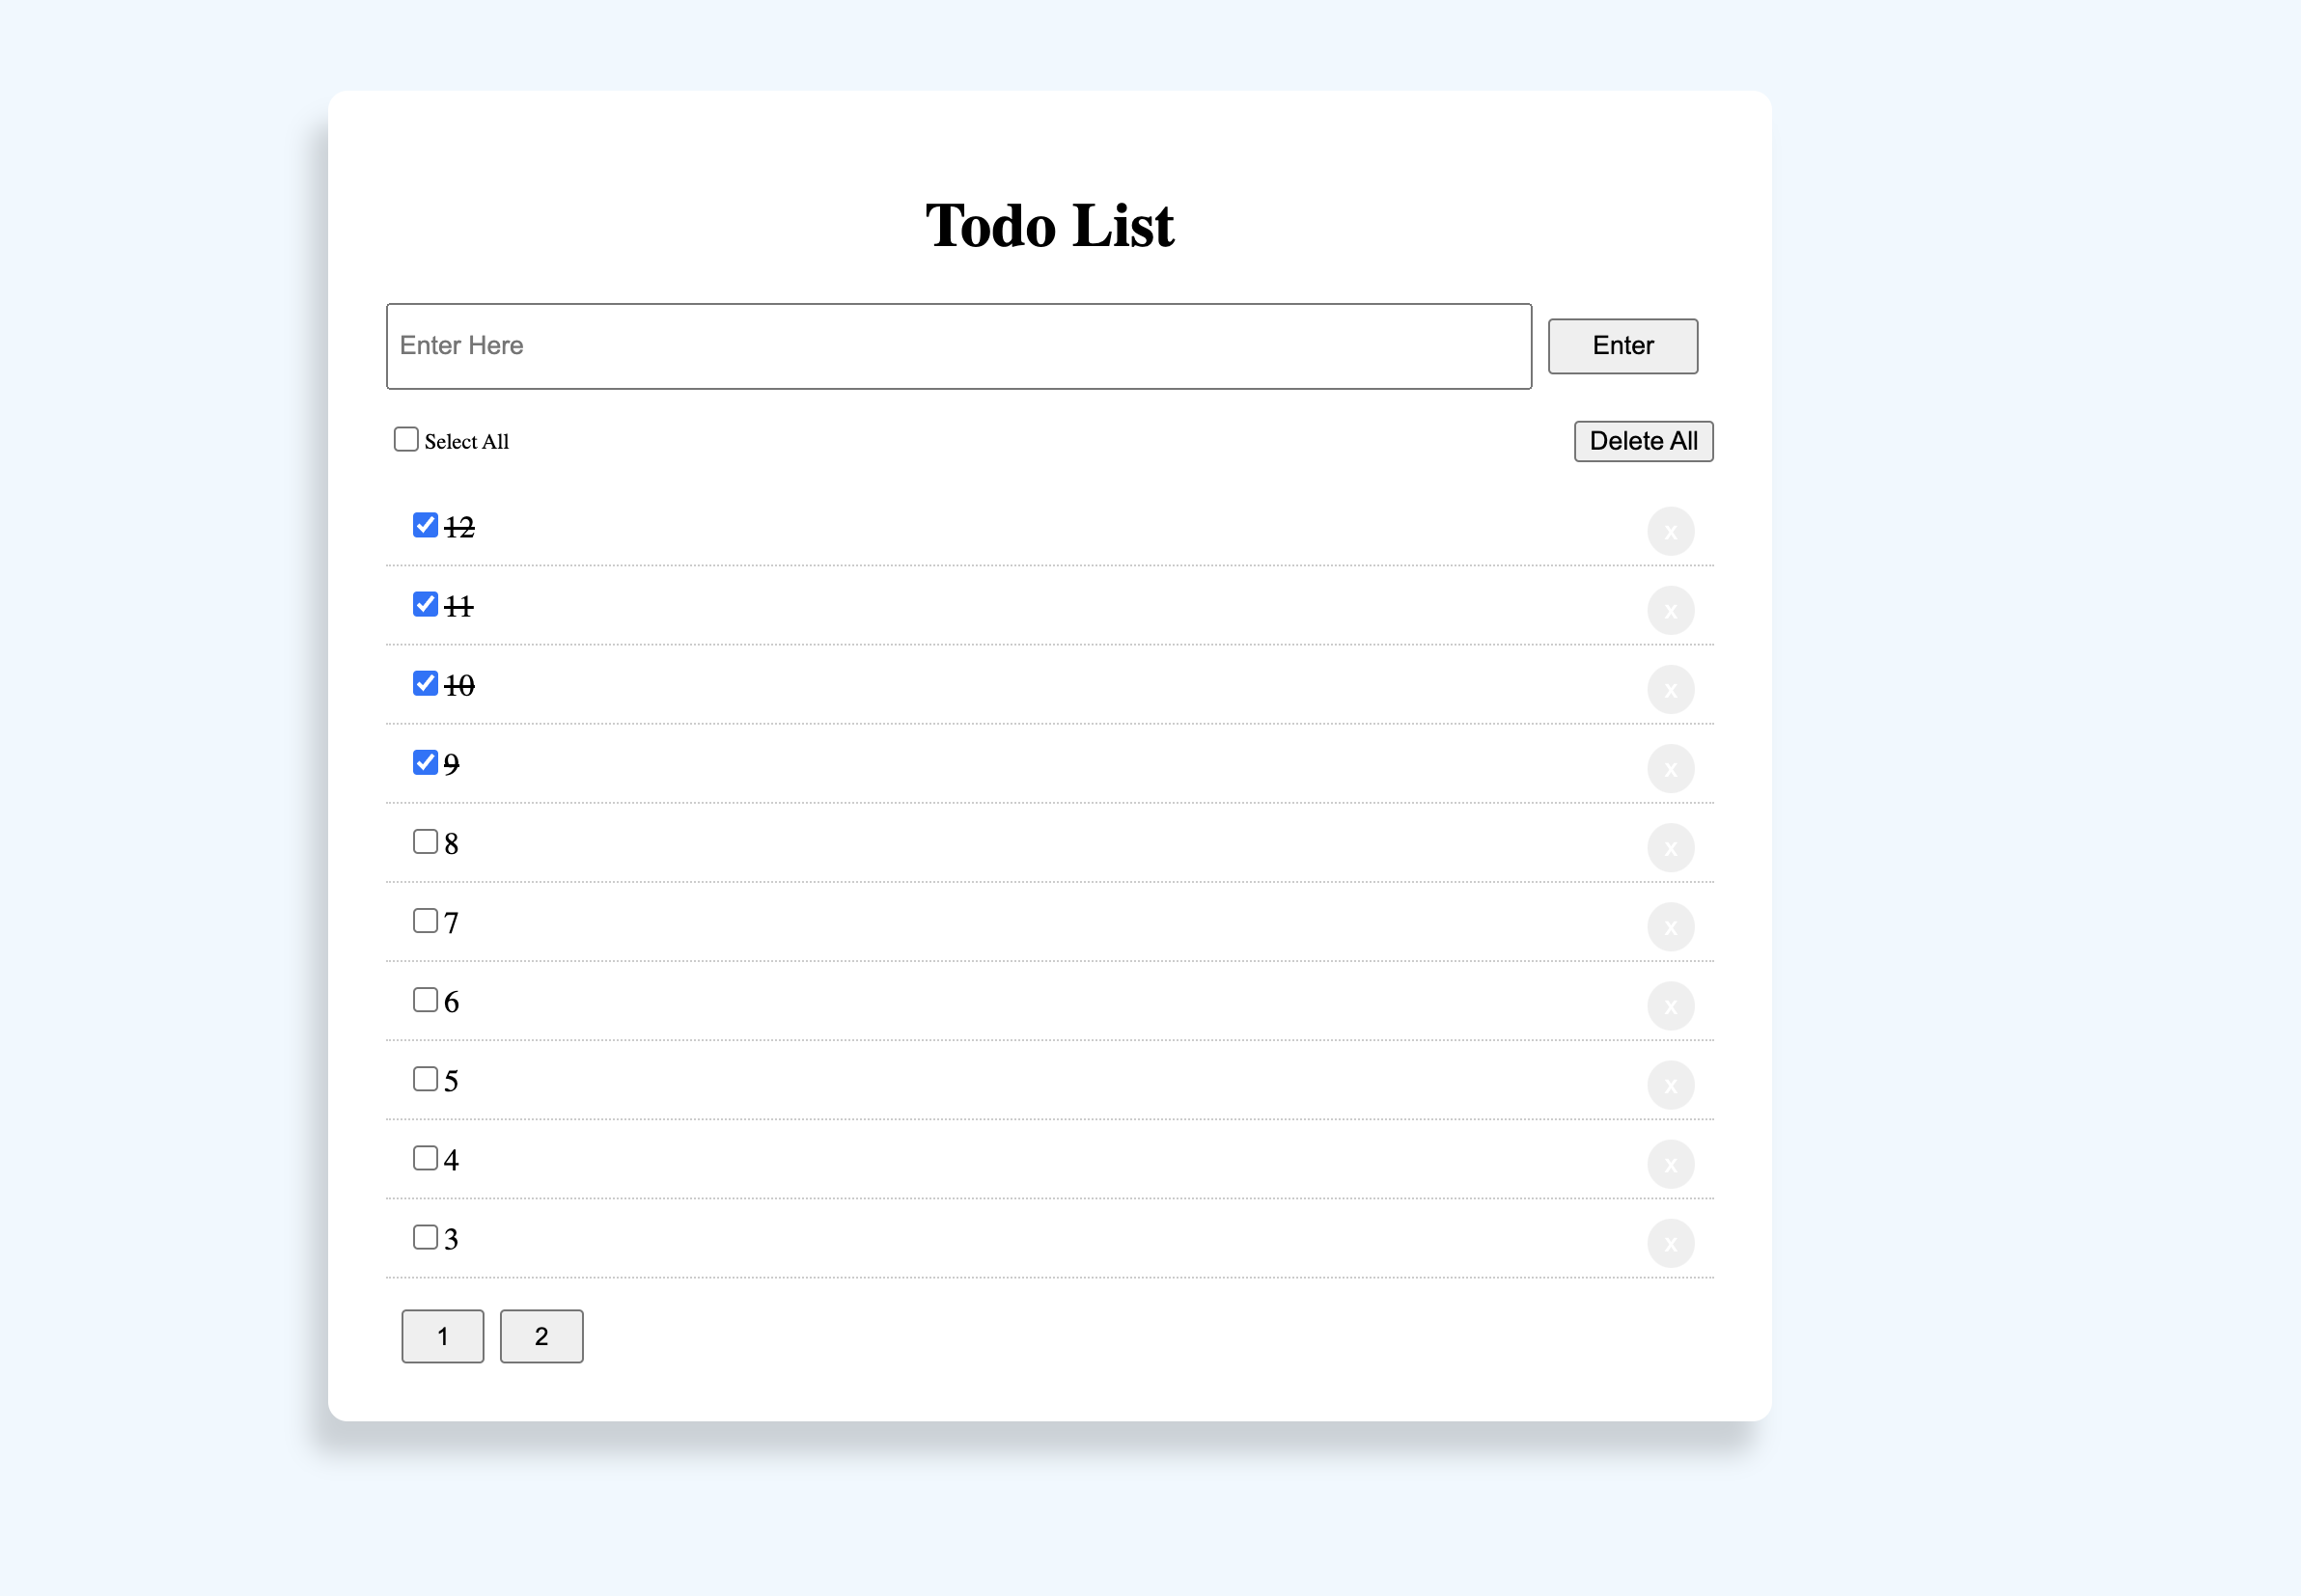 Todo List
Enter Here
Enter
Select All
Delete All
12 x
11 x
10 x
9 x
8 x
7 x
6 x
5 x
4 x
3 x
1 2